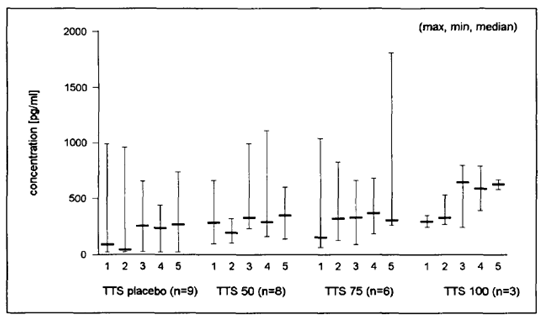 (max, min, median)
concentration [pg/ml]
2000
1500
1000
500
0
1 2 3 4 5 1 2 3 4 5 1 2 3 4 5 1 2 3 4 5
TTS placebo (n=9) TTS 50 (n=8) TTS 75 (n=6) TTS 100 (n=3)